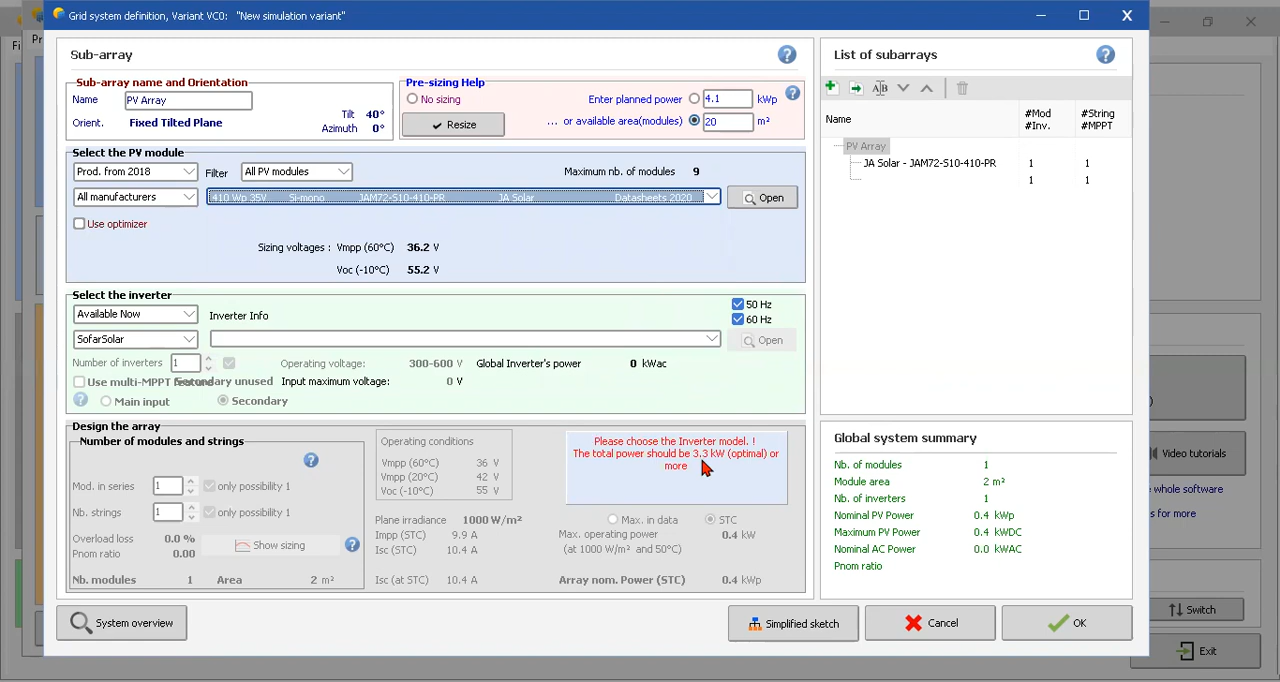 Grid system definition, Variant VC0: "New simulation variant"
Sub-array
Sub-array name and Orientation
Name PV Array
Orient. Fixed Tilted Plane
Tilt 40°
Azimuth 0°
Pre-sizing Help
No sizing
Enter planned power 4.1 kWp
Resize
... or available area(modules) 20 m²
Select the PV module
Prod. from 2018 Filter All PV modules Maximum nb. of modules 9
All manufacturers 410 Wp 35V Si-mono JAM72-S10-410-PR JA Solar Datasheets 2020 Open
Use optimizer
Sizing voltages : Vmpp (60°C) 36.2 V
Voc (-10°C) 55.2 V
Select the inverter
Available Now Inverter Info
50 Hz
60 Hz
SofarSolar Open
Number of inverters 1 Operating voltage: 300-600 V Global Inverter's power 0 kWac
Use multi-MPPT feature Secondary unused Input maximum voltage: 0 V
Main input Secondary
Design the array
Number of modules and strings
Mod. in series 1 only possibility 1
Nb. strings 1 only possibility 1
Overload loss 0.0 %
Pnom ratio 0.00
Show sizing
Nb. modules 1 Area 2 m²
Operating conditions
Vmpp (60°C) 36 V
Vmpp (20°C) 42 V
Voc (-10°C) 55 V
Plane irradiance 1000 W/m²
Impp (STC) 9.9 A
Isc (STC) 10.4 A
Isc (at STC) 10.4 A
Please choose the Inverter model. !
The total power should be 3.3 kW (optimal) or
more
Max. in data STC
Max. operating power 0.4 kW
(at 1000 W/m² and 50°C)
Array nom. Power (STC) 0.4 kWp
List of subarrays
Name #Mod #Inv. #String #MPPT
PV Array
JA Solar - JAM72-S10-410-PR 1 1
1 1
Global system summary
Nb. of modules 1
Module area 2 m²
Nb. of inverters 1
Nominal PV Power 0.4 kWp
Maximum PV Power 0.4 kWDC
Nominal AC Power 0.0 kWAC
Pnom ratio
System overview
Simplified sketch
Cancel
OK
Video tutorials
whole software
s for more
Switch
Exit